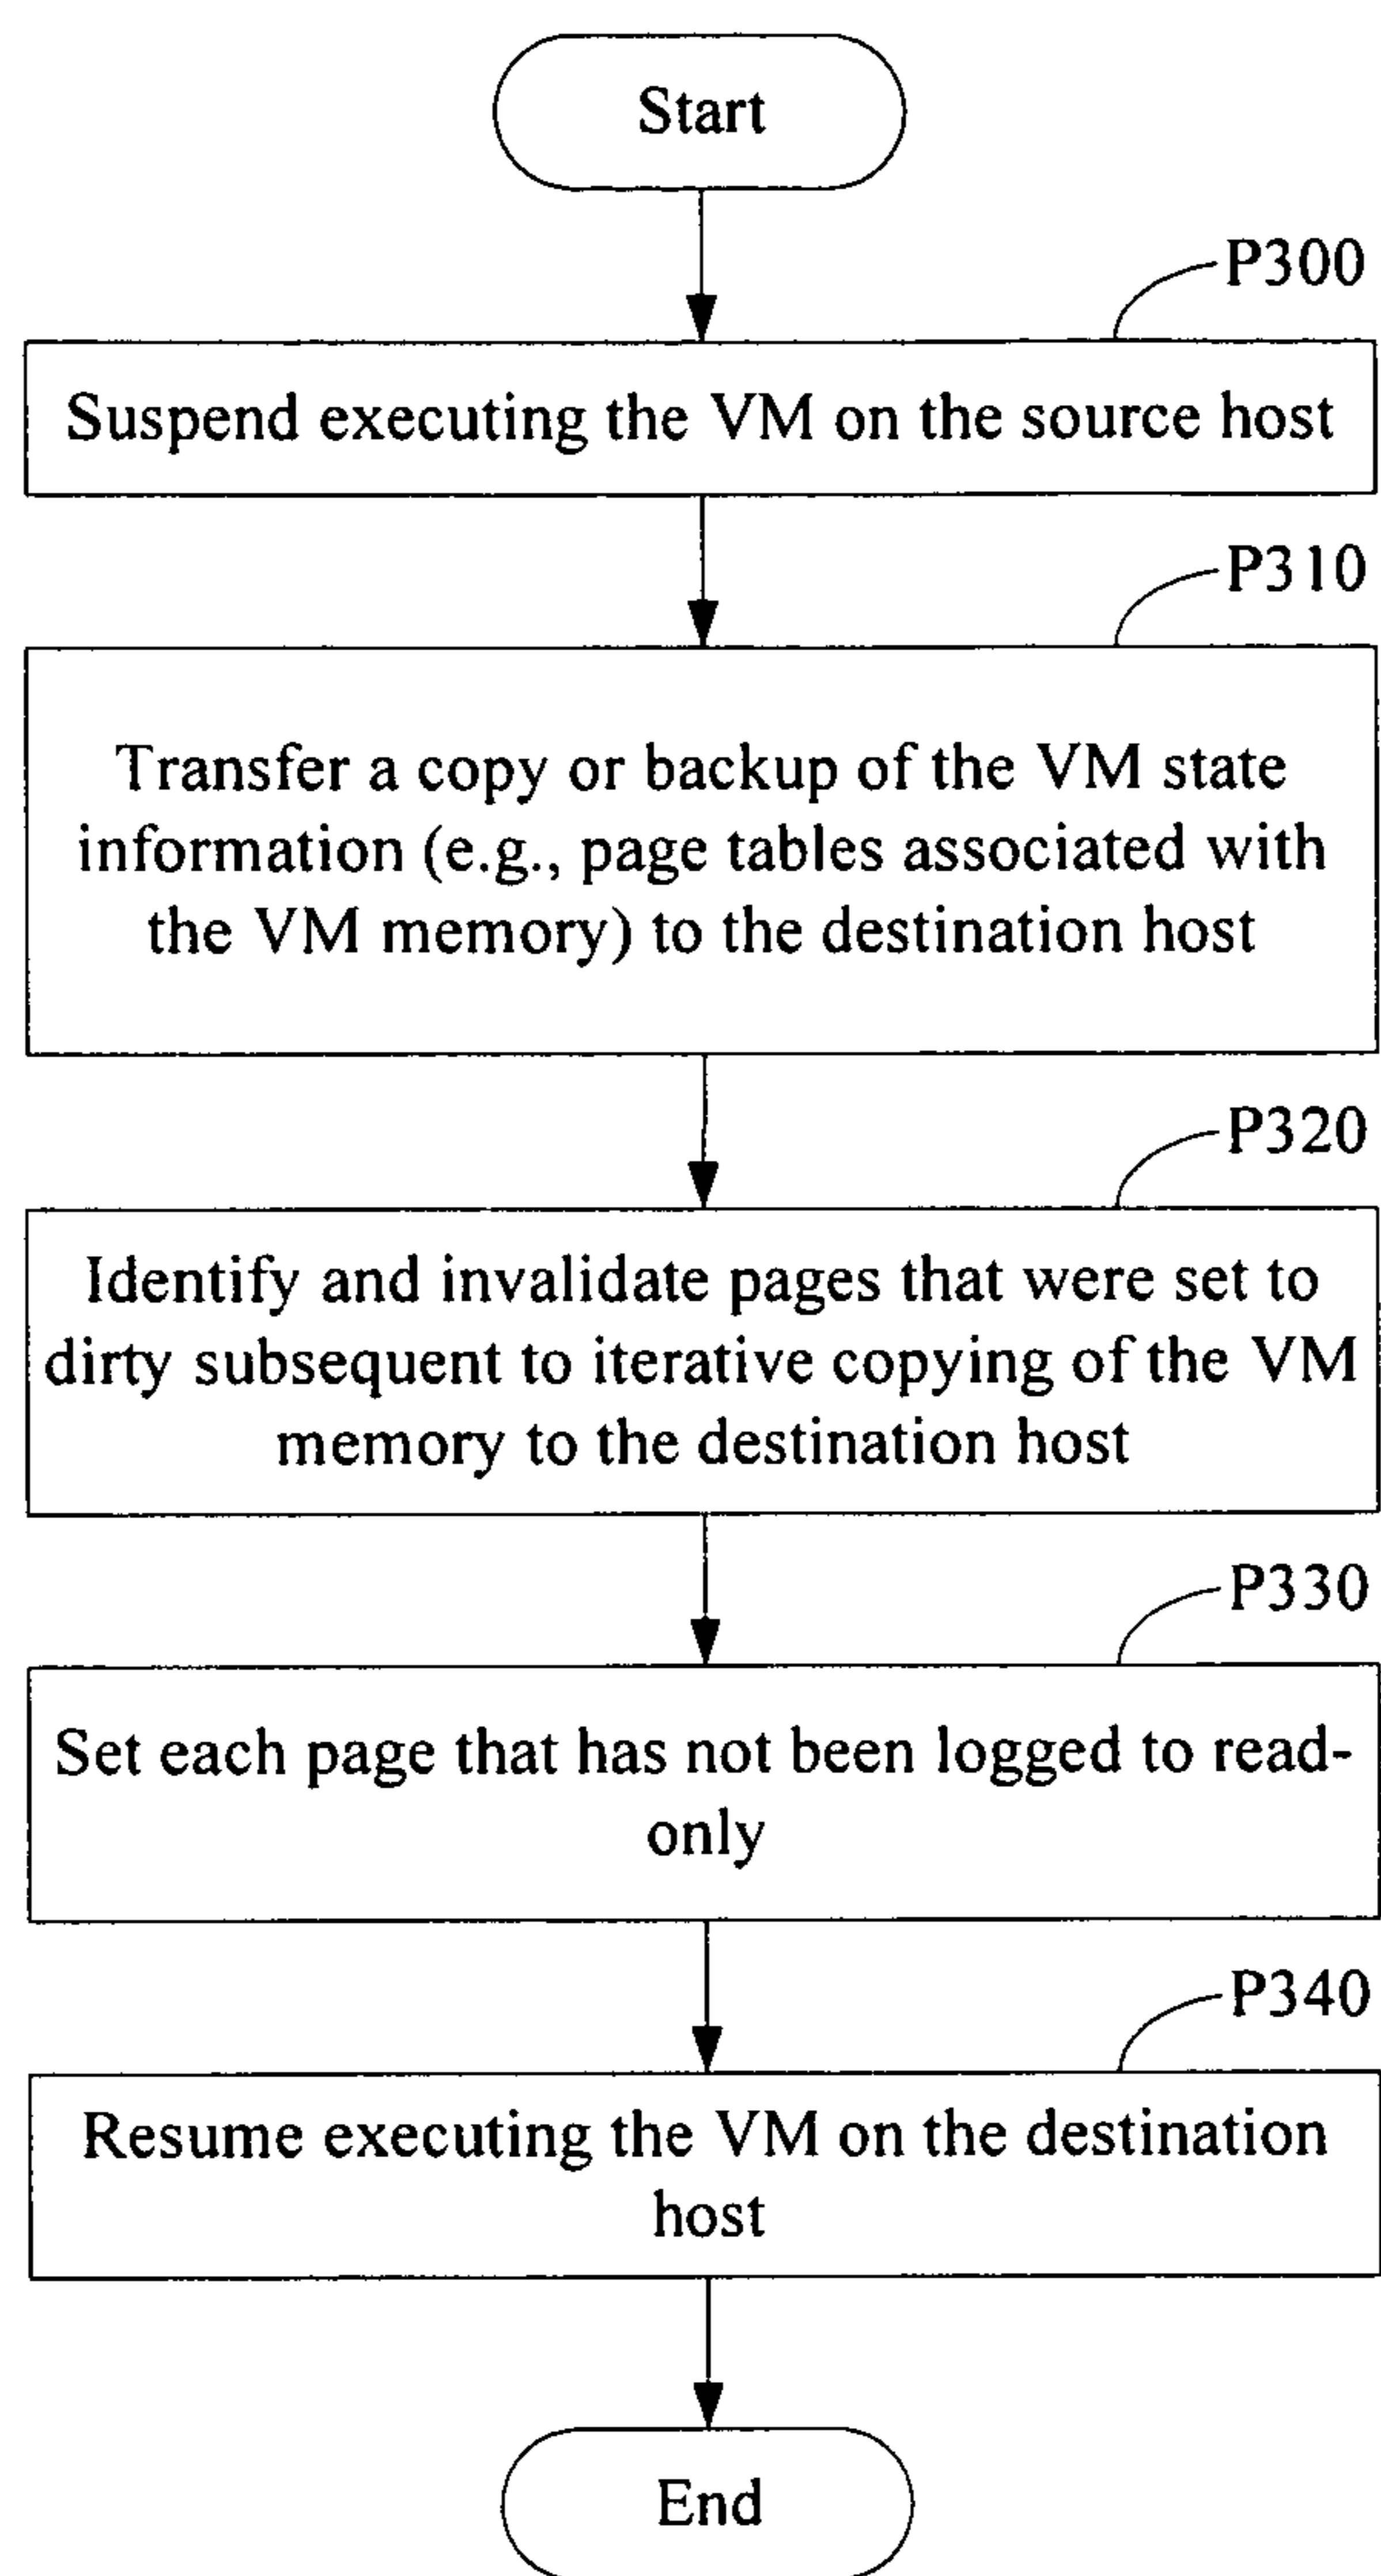 Start
P300
Suspend executing the VM on the source host
P310
Transfer a copy or backup of the VM state
information (e.g., page tables associated with
the VM memory) to the destination host
P320
Identify and invalidate pages that were set to
dirty subsequent to iterative copying of the VM
memory to the destination host
P330
Set each page that has not been logged to read-
only
P340
Resume executing the VM on the destination
host
End